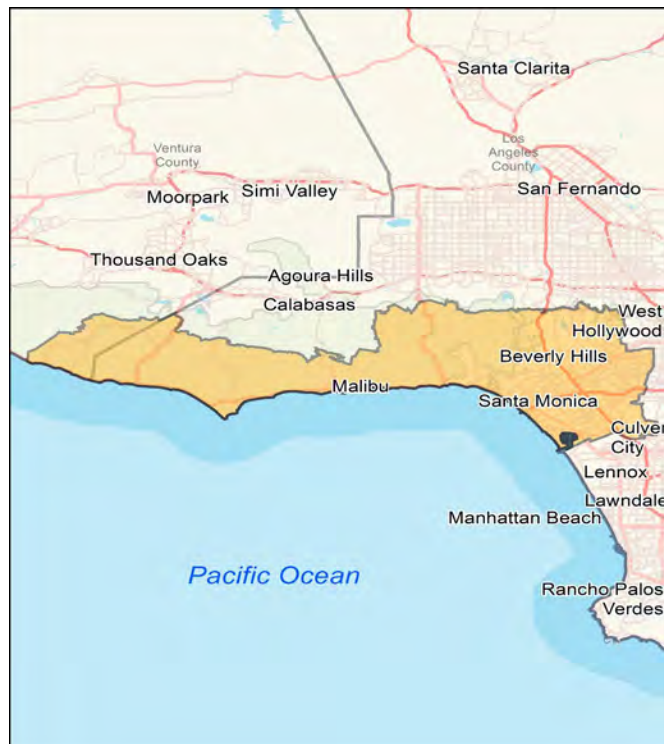 Santa Clarita
Los
Angeles
County
Ventura
County
San Fernando
Simi Valley
Moorpark
Thousand Oaks
Agoura Hills
Calabasas
West
Hollywood
Beverly Hills
Malibu
Santa Monica
Culver
City
Lennox
Lawndale
Manhattan Beach
Pacific Ocean
Rancho Palos
Verdes